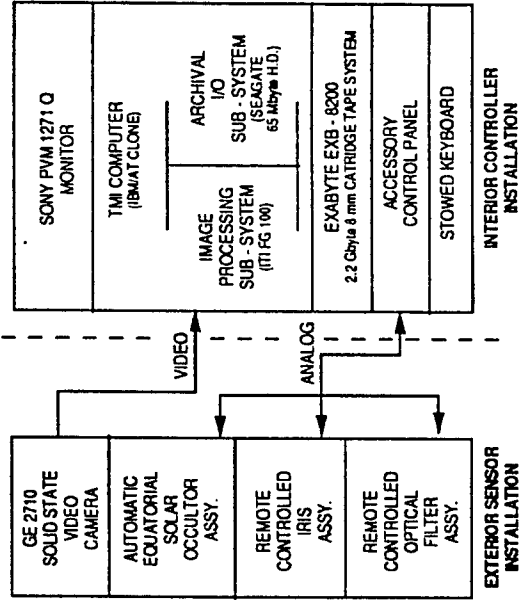 GE 2710
SOLID STATE
VIDEO
CAMERA
AUTOMATIC
EQUATORIAL
SOLAR
OCCULTOR
ASSY.
REMOTE
CONTROLLED
IRIS
ASSY.
REMOTE
CONTROLLED
OPTICAL
FILTER
ASSY.
EXTERIOR SENSOR
INSTALLATION
VIDEO
ANALOG
SONY PVM 1271 Q
MONITOR
TMI COMPUTER
(IBM/AT CLONE)
IMAGE
PROCESSING
SUB - SYSTEM
(ITI FG 100)
ARCHIVAL
I/O
SUB - SYSTEM
(SEAGATE
65 Mbyte H.D.)
EXABYTE EXB - 8200
2.2 Gbyte 8 mm CATRIDGE TAPE SYSTEM
ACCESSORY
CONTROL PANEL
STOWED KEYBOARD
INTERIOR CONTROLLER
INSTALLATION